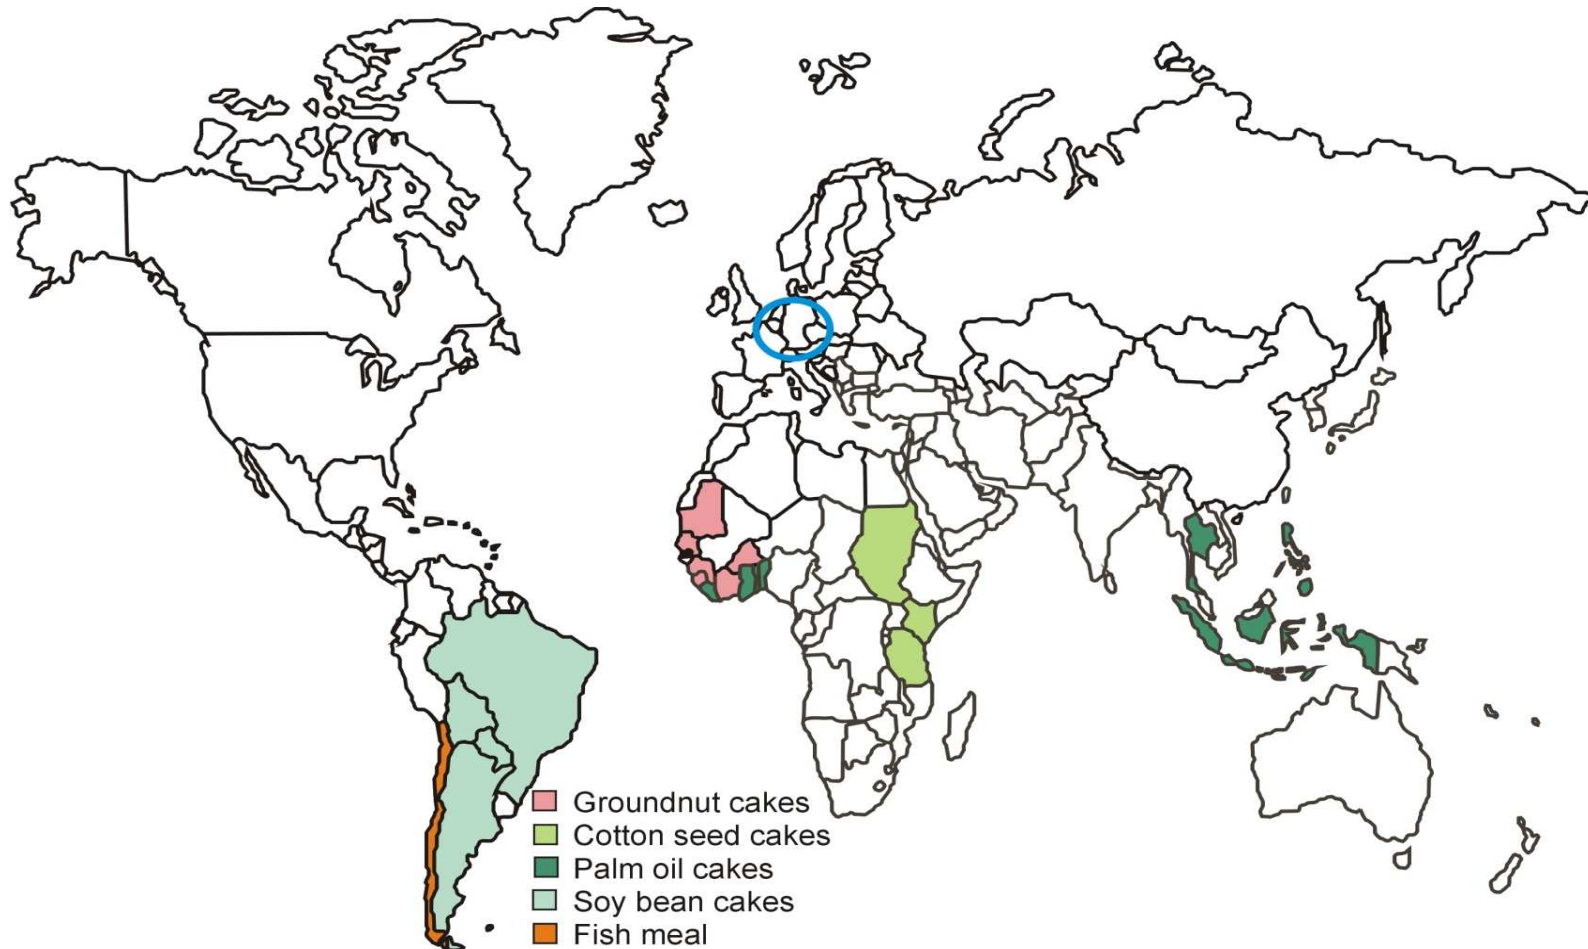 Groundnut cakes
Cotton seed cakes
Palm oil cakes
Soy bean cakes
Fish meal